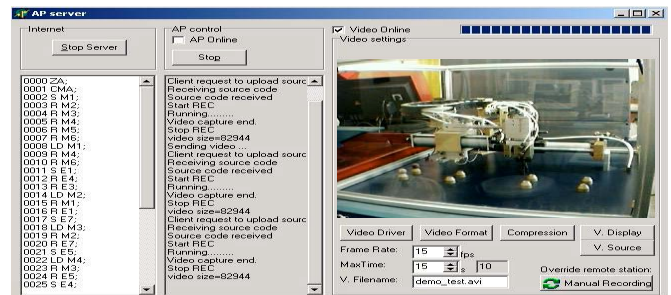 AP server
Internet
Stop Server
0000 ZA;
0001 CMA;
0002 S M1;
0003 R M2;
0004 R M3;
0005 R M4;
0006 R M5;
0007 R M6;
0008 LD M1;
0009 R M4;
0010 R M6;
0011 S E1;
0012 R E4;
0013 R E3;
0014 LD M2;
0015 R M1;
0016 R E1;
0017 S E7;
0018 LD M3;
0019 R M2;
0020 R E7;
0021 S E5;
0022 LD M4;
0023 R M3;
0024 R E5;
0025 S E4;
AP control
AP Online
Stop
Client request to upload sourc
Receiving source code
Source code received
Start REC
Running.........
Video capture end.
Stop REC
video size=82944
Sending video ...
Client request to upload sourc
Receiving source code
Source code received
Start REC
Running.........
Video capture end.
Stop REC
video size=82944
Client request to upload sourc
Receiving source code
Source code received
Start REC
Running.........
Video capture end.
Stop REC
video size=82944
Video Online
Video settings
Video Driver
Video Format
Compression
V. Display
V. Source
Frame Rate: 15 fps
MaxTime: 15 s 10
V. Filename: demo_test.avi
Override remote station:
Manual Recording